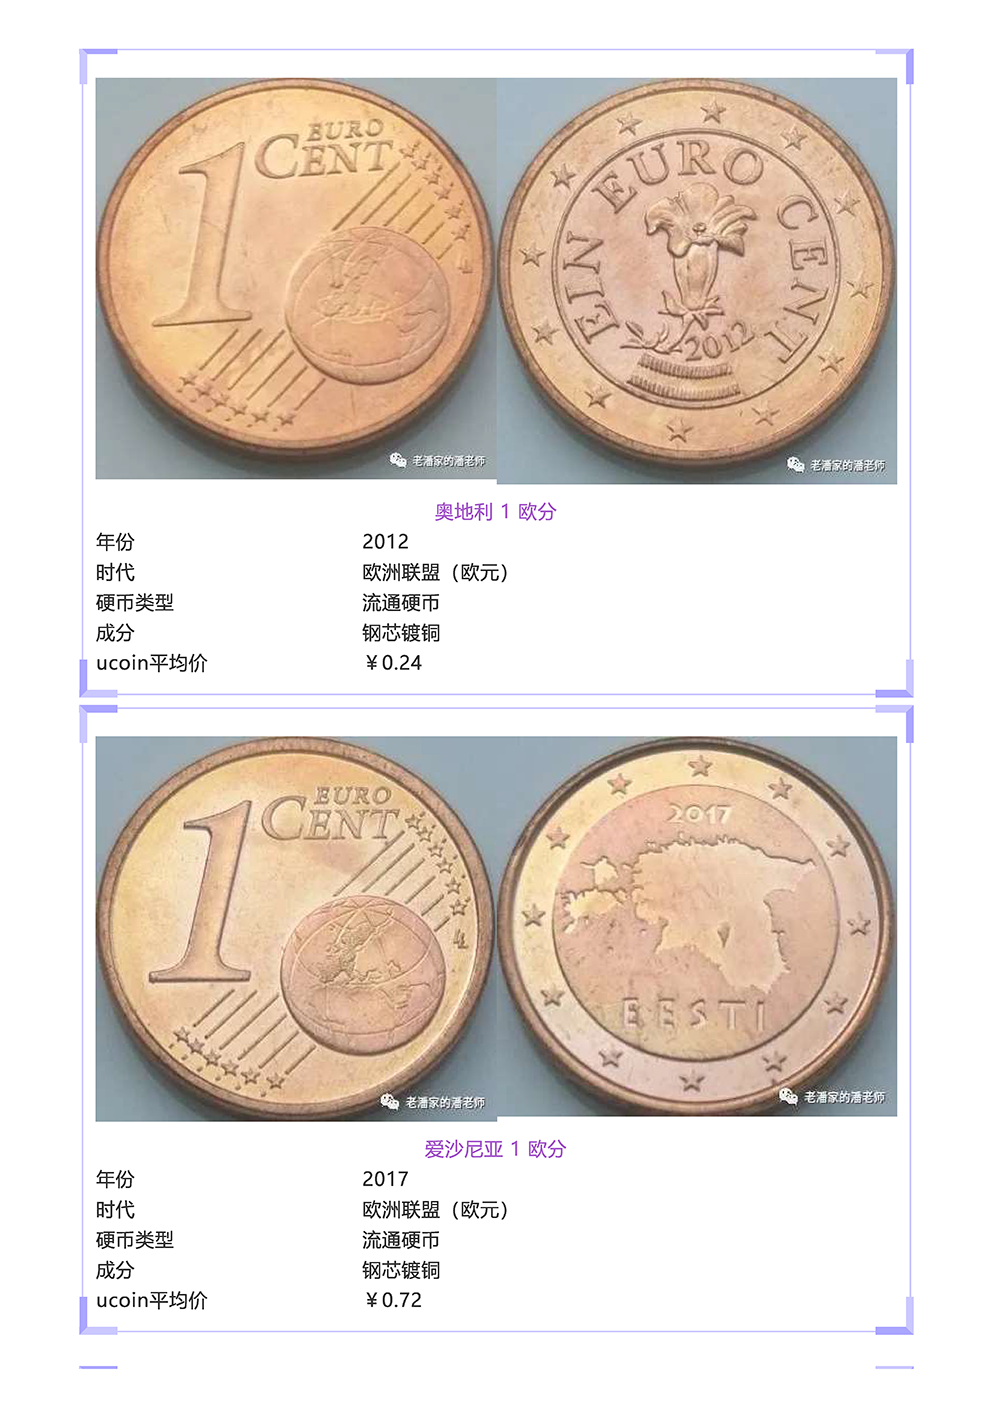 1 EURO CENT
EIN EURO CENT
2012
老潘家的潘老师
老潘家的潘老师
奥地利 1 欧分
年份 2012
时代 欧洲联盟（欧元）
硬币类型 流通硬币
成分 钢芯镀铜
ucoin平均价 ￥0.24
1 EURO CENT
2017
EESTI
老潘家的潘老师
老潘家的潘老师
爱沙尼亚 1 欧分
年份 2017
时代 欧洲联盟（欧元）
硬币类型 流通硬币
成分 钢芯镀铜
ucoin平均价 ￥0.72